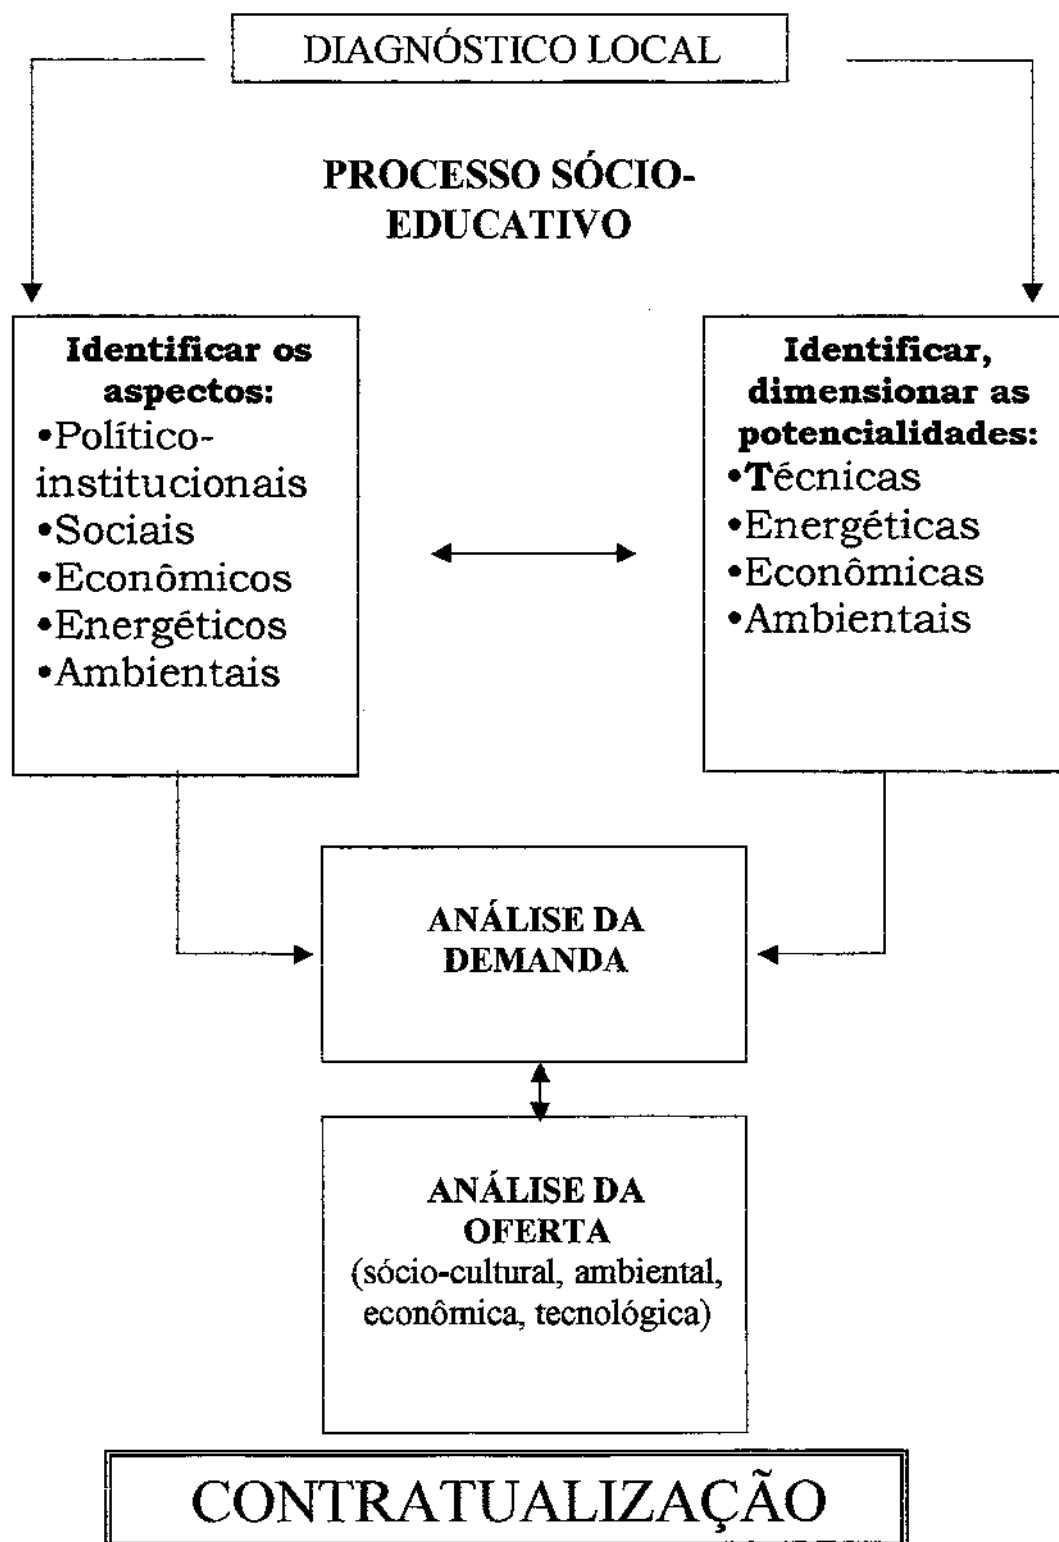 DIAGNÓSTICO LOCAL
PROCESSO SÓCIO-
EDUCATIVO
Identificar os
aspectos:
•Político-
institucionais
•Sociais
•Econômicos
•Energéticos
•Ambientais
Identificar,
dimensionar as
potencialidades:
•Técnicas
•Energéticas
•Econômicas
•Ambientais
ANÁLISE DA
DEMANDA
ANÁLISE DA
OFERTA
(sócio-cultural, ambiental,
econômica, tecnológica)
CONTRATUALIZAÇÃO